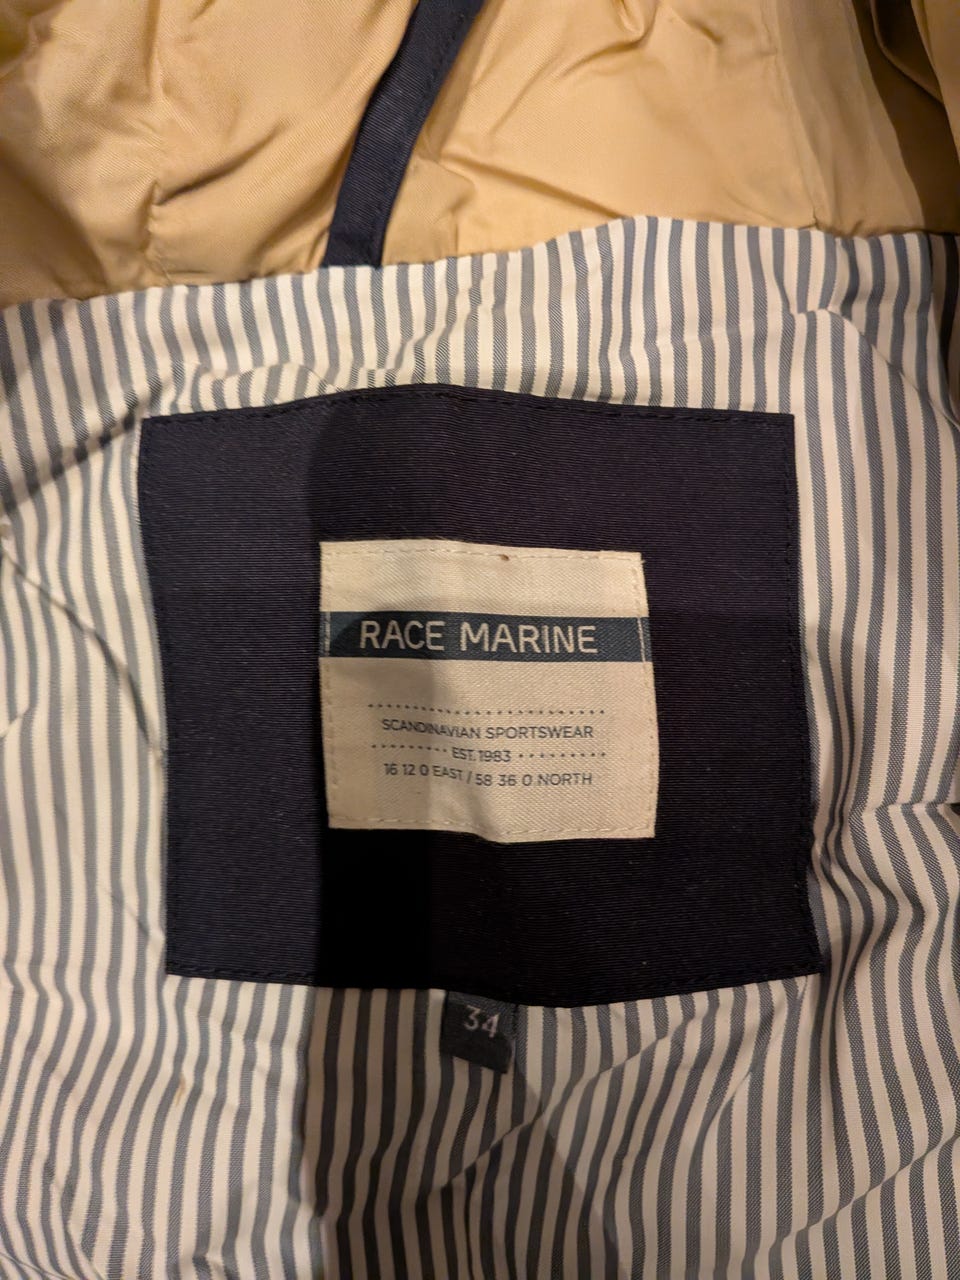 RACE MARINE
SCANDINAVIAN SPORTSWEAR
EST. 1983
16 12 0 EAST / 58 36 0 NORTH
34